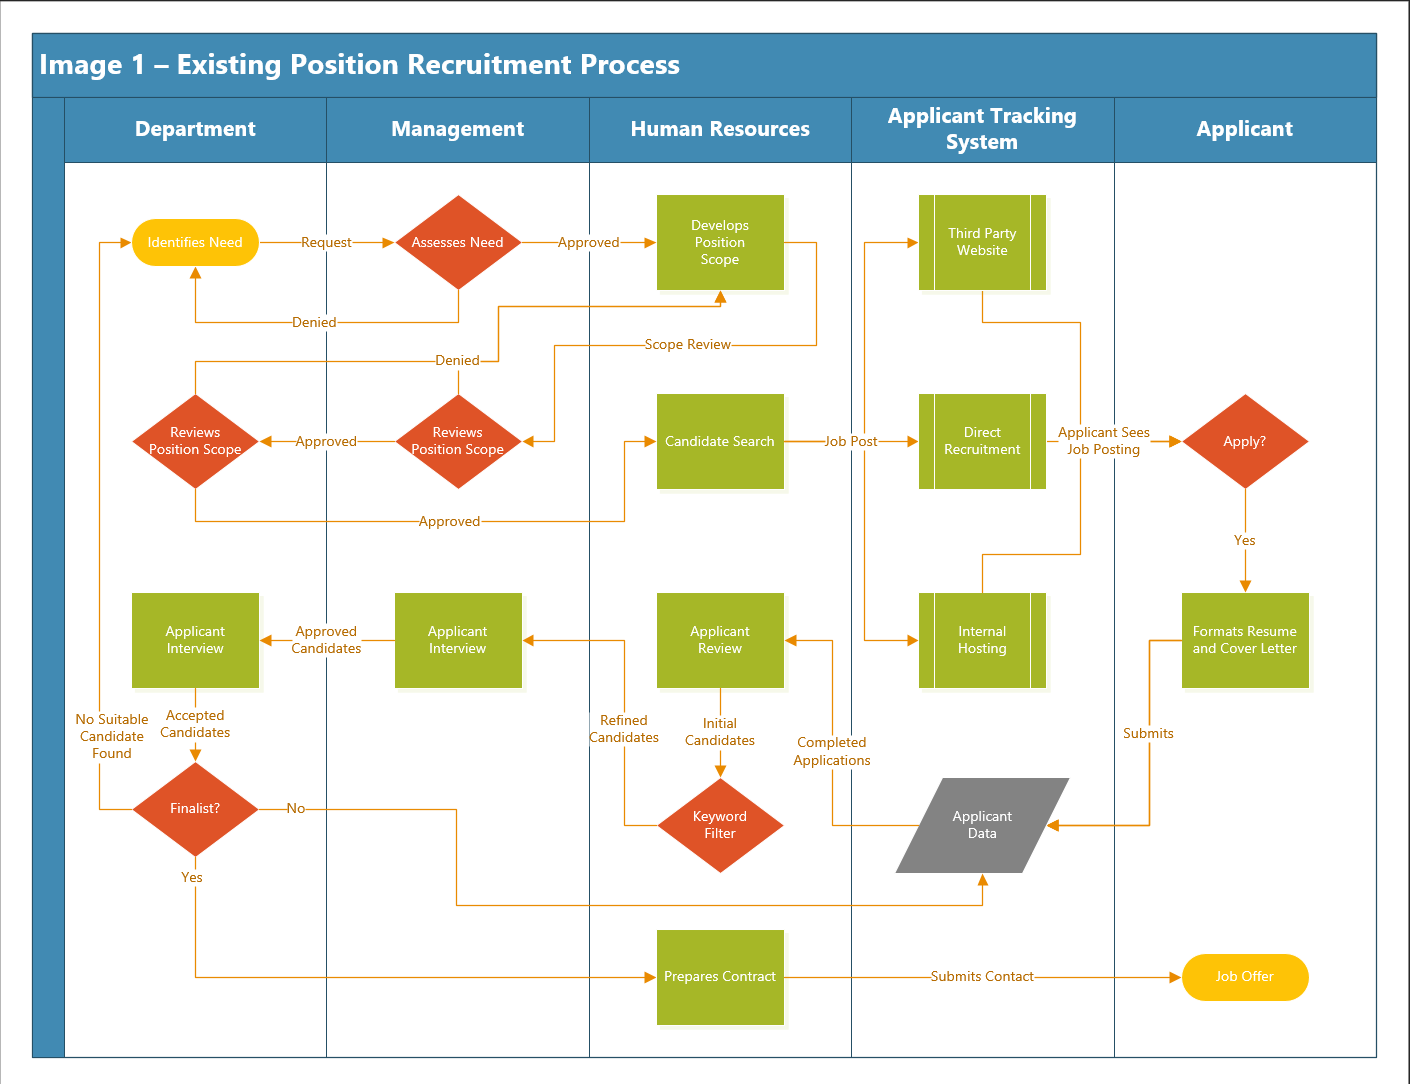 Image 1 – Existing Position Recruitment Process
Department
Management
Human Resources
Applicant Tracking
System
Applicant
Identifies Need
Request
Assesses Need
Approved
Develops
Position
Scope
Third Party
Website
Denied
Scope Review
Denied
Reviews
Position Scope
Approved
Reviews
Position Scope
Candidate Search
Job Post
Direct
Recruitment
Applicant Sees
Job Posting
Apply?
Approved
Yes
Applicant
Interview
Approved
Candidates
Applicant
Interview
Applicant
Review
Internal
Hosting
Formats Resume
and Cover Letter
No Suitable
Candidate
Found
Accepted
Candidates
Refined
Candidates
Initial
Candidates
Completed
Applications
Submits
Finalist?
No
Keyword
Filter
Applicant
Data
Yes
Prepares Contract
Submits Contact
Job Offer